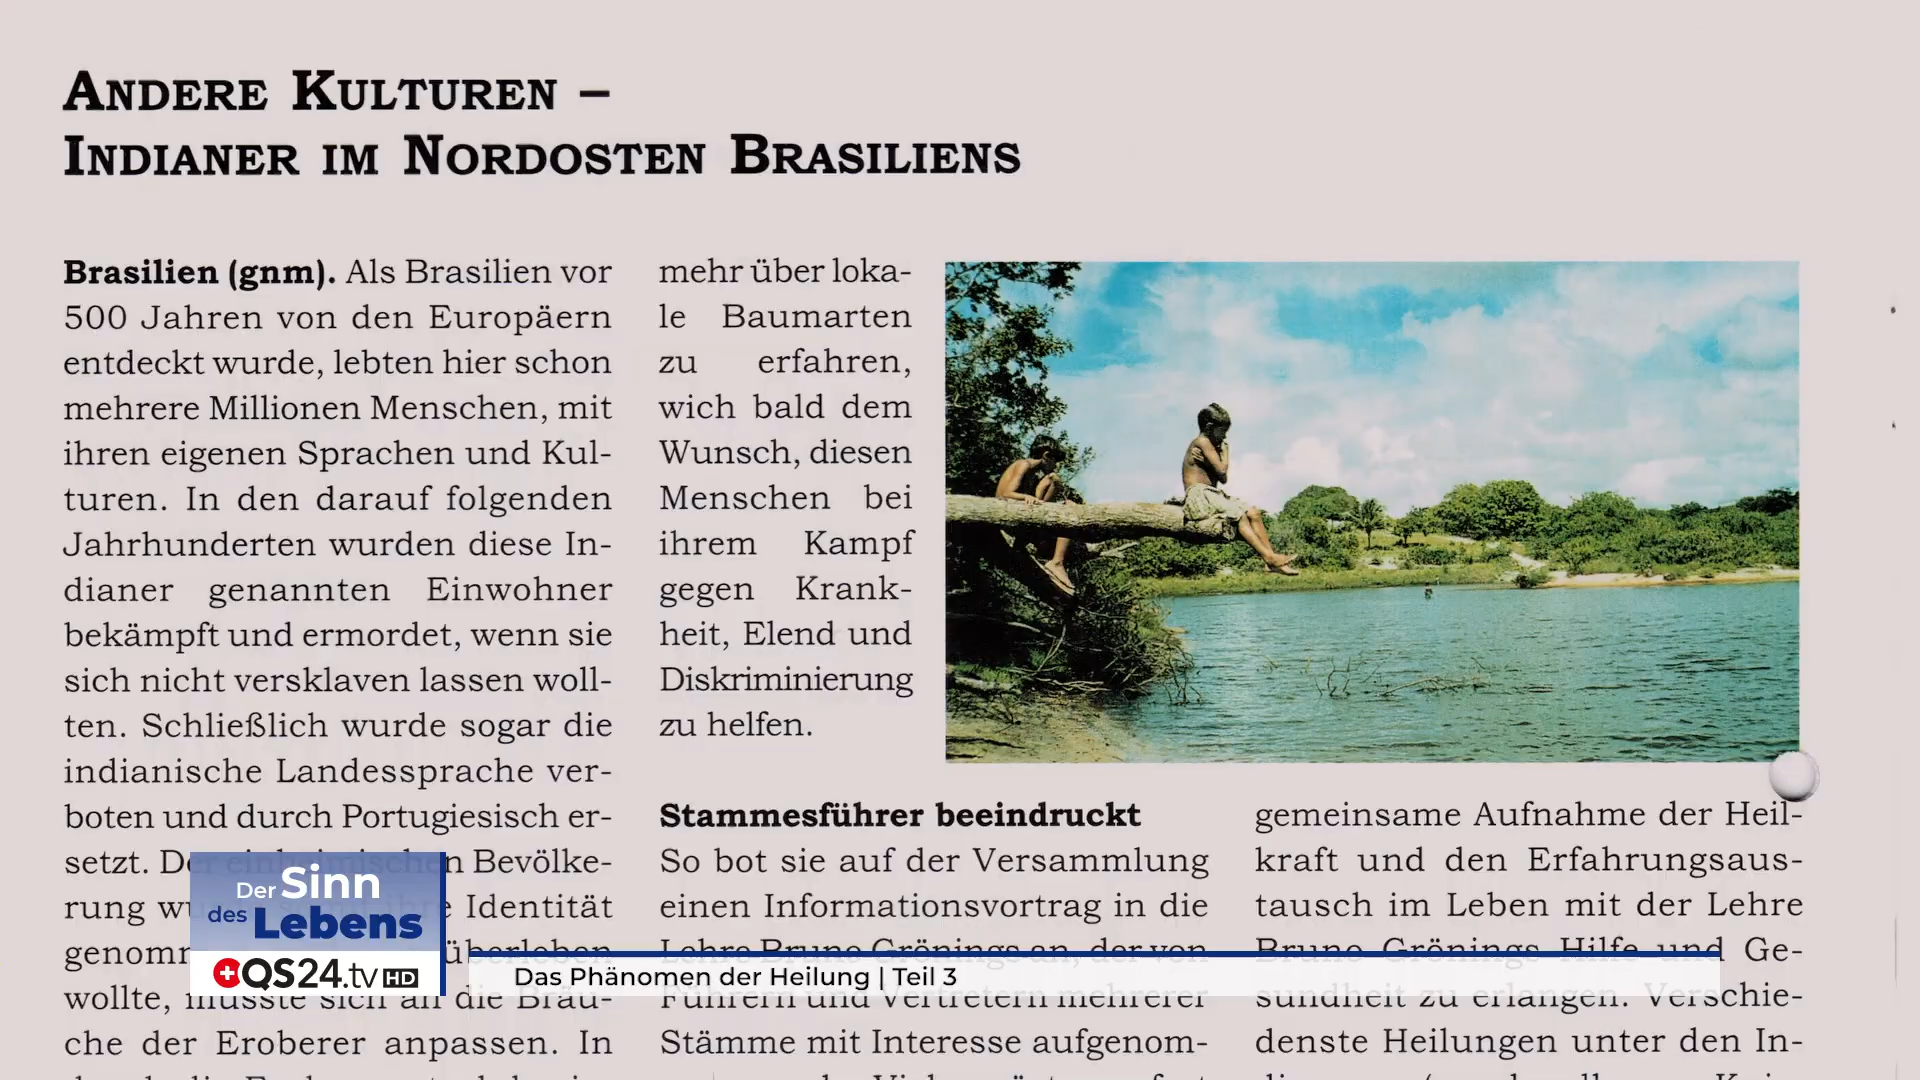 Andere Kulturen –
Indianer im Nordosten Brasiliens
Brasilien (gnm). Als Brasilien vor
500 Jahren von den Europäern
entdeckt wurde, lebten hier schon
mehrere Millionen Menschen, mit
ihren eigenen Sprachen und Kul-
turen. In den darauf folgenden
Jahrhunderten wurden diese In-
dianer genannten Einwohner
bekämpft und ermordet, wenn sie
sich nicht versklaven lassen woll-
ten. Schließlich wurde sogar die
indianische Landessprache ver-
boten und durch Portugiesisch er-
setzt. Der einheimischen Bevölke-
rung Identität
überleben
wollte, musste sich an die Bräu-
che der Eroberer anpassen. In
mehr über loka-
le Baumarten
zu erfahren,
wich bald dem
Wunsch, diesen
Menschen bei
ihrem Kampf
gegen Krank-
heit, Elend und
Diskriminierung
zu helfen.
Stammesführer beeindruckt
So bot sie auf der Versammlung
einen Informationsvortrag in die
Lehre Bruno Grönings an, der von
Führern und Vertretern mehrerer
Stämme mit Interesse aufgenom-
gemeinsame Aufnahme der Heil-
kraft und den Erfahrungsaus-
tausch im Leben mit der Lehre
Bruno Grönings Hilfe und Ge-
sundheit zu erlangen. Verschie-
denste Heilungen unter den In-
Der Sinn
des Lebens
QS24.tv HD
Das Phänomen der Heilung | Teil 3